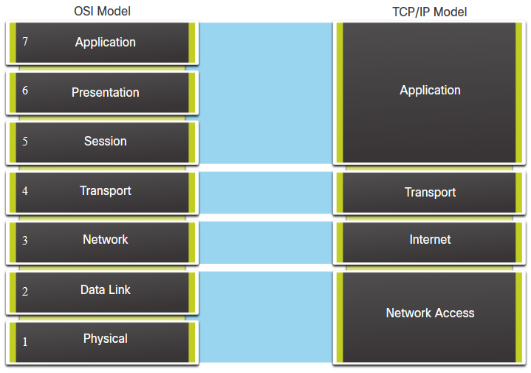 OSI Model
TCP/IP Model
7 Application
6 Presentation
5 Session
Application
4 Transport
Transport
3 Network
Internet
2 Data Link
1 Physical
Network Access